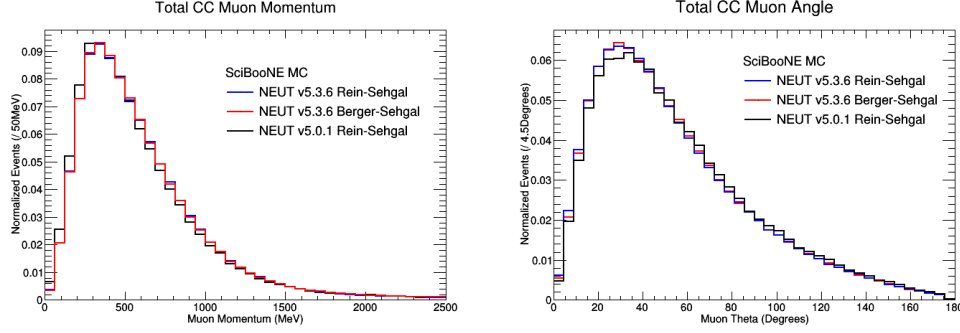 Total CC Muon Momentum
Normalized Events (/ 50MeV)
0.09
0.08
0.07
0.06
0.05
0.04
0.03
0.02
0.01
0
SciBooNE MC
NEUT v5.3.6 Rein-Sehgal
NEUT v5.3.6 Berger-Sehgal
NEUT v5.0.1 Rein-Sehgal
0 500 1000 1500 2000 2500
Muon Momentum (MeV)
Total CC Muon Angle
Normalized Events (/ 4.5Degrees)
0.06
0.05
0.04
0.03
0.02
0.01
0
SciBooNE MC
NEUT v5.3.6 Rein-Sehgal
NEUT v5.3.6 Berger-Sehgal
NEUT v5.0.1 Rein-Sehgal
0 20 40 60 80 100 120 140 160 180
Muon Theta (Degrees)